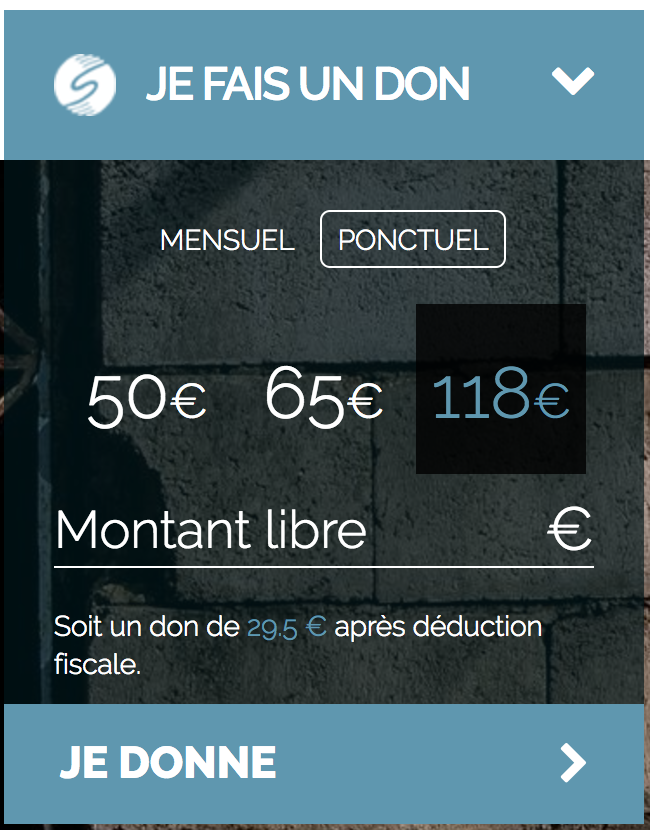 JE FAIS UN DON
MENSUEL PONCTUEL
50€ 65€ 118€
Montant libre €
Soit un don de 29.5 € après déduction
fiscale.
JE DONNE